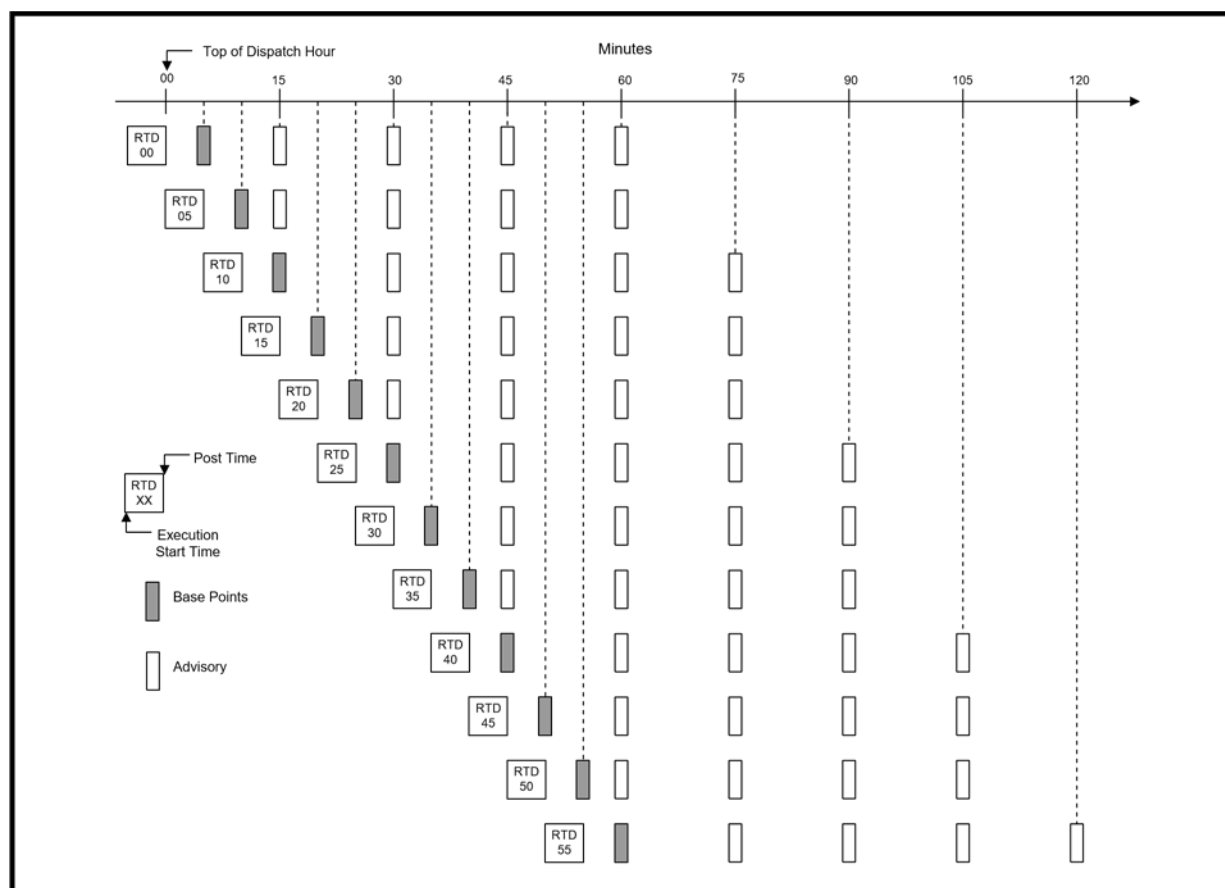 Top of Dispatch Hour
Minutes
00
15
30
45
60
75
90
105
120
RTD
00
RTD
05
RTD
10
RTD
15
RTD
20
RTD
25
Post Time
RTD
XX
Execution
Start Time
RTD
30
Base Points
RTD
35
Advisory
RTD
40
RTD
45
RTD
50
RTD
55